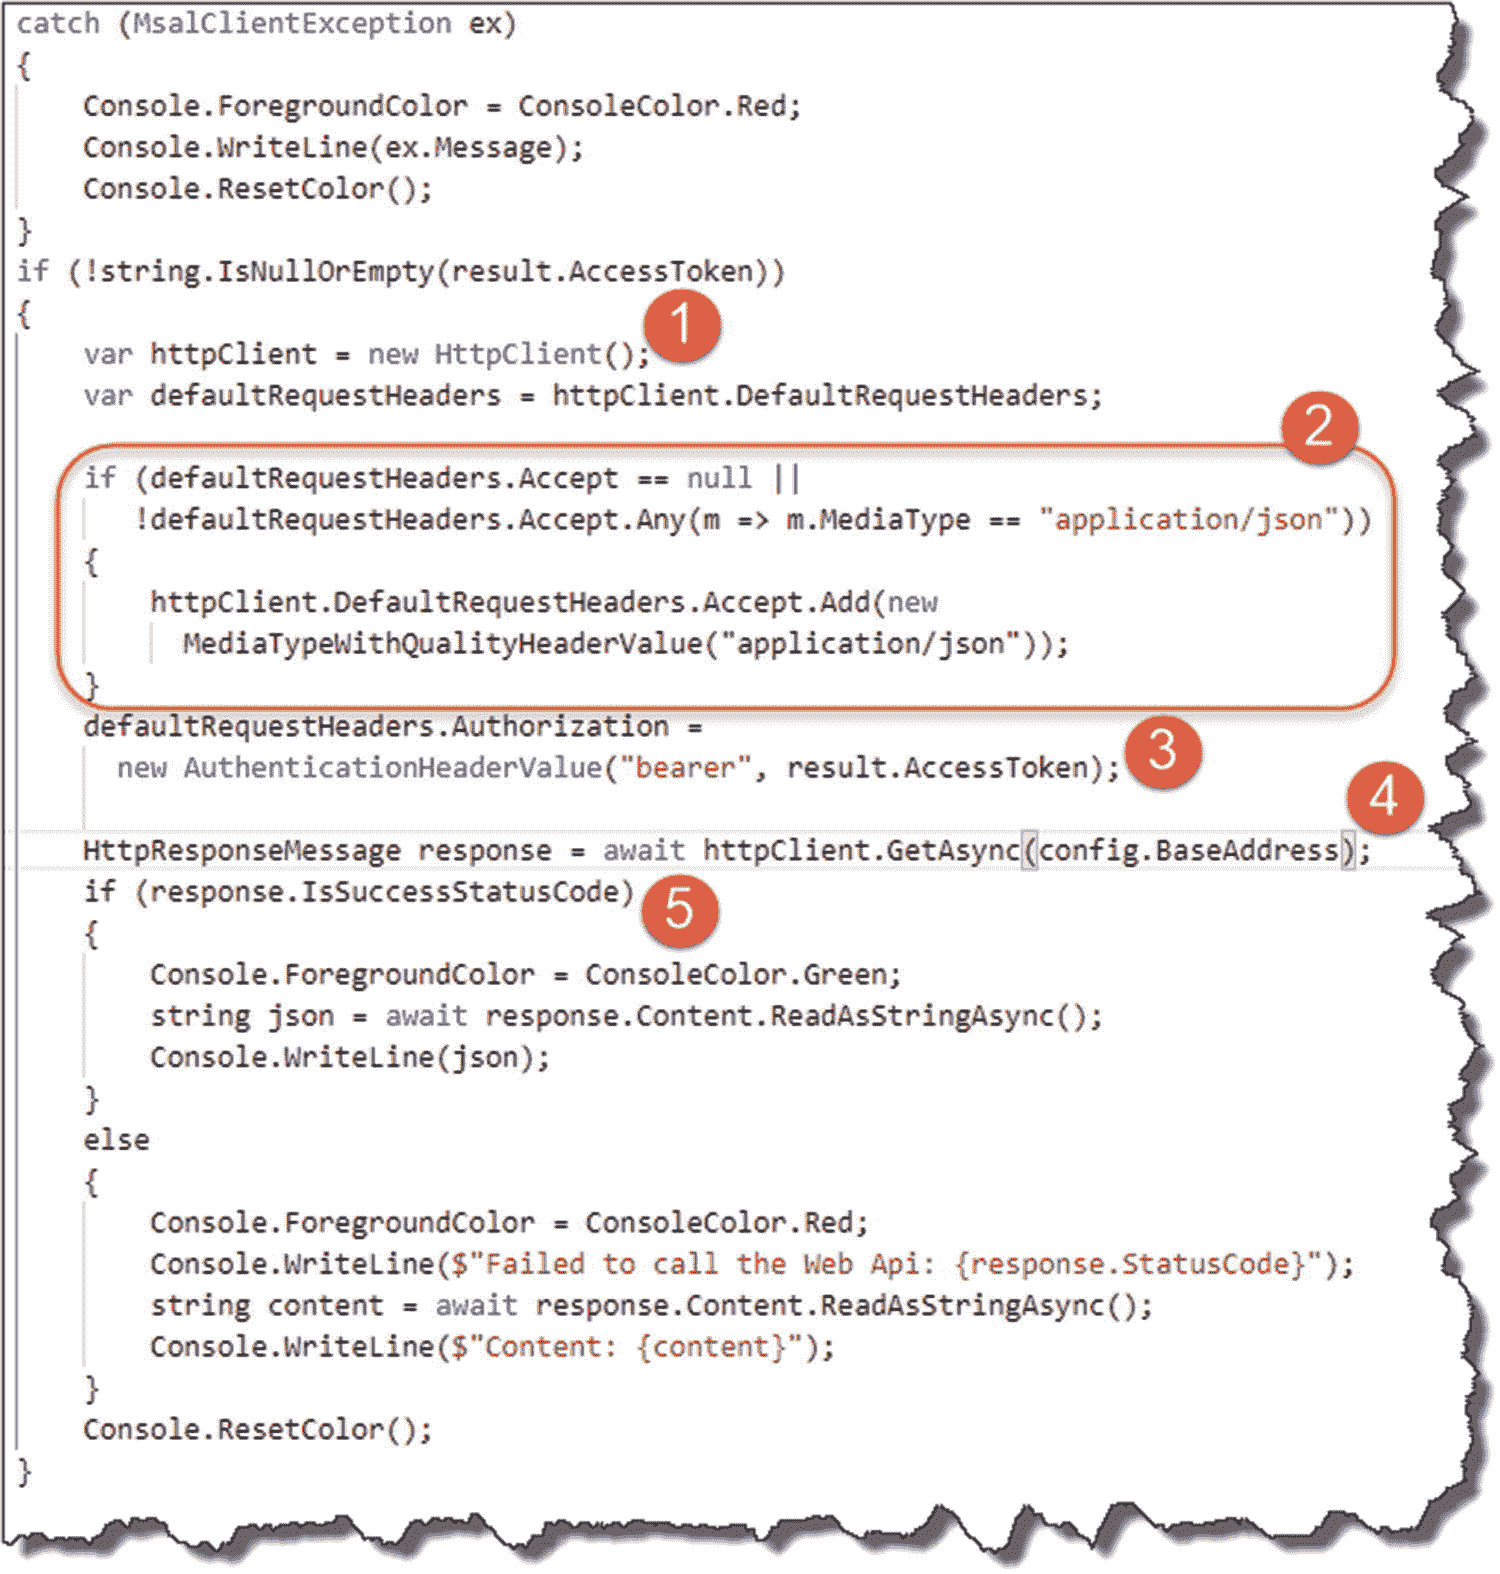 catch (MsalClientException ex)
{
    Console.ForegroundColor = ConsoleColor.Red;
    Console.WriteLine(ex.Message);
    Console.ResetColor();
}
if (!string.IsNullOrEmpty(result.AccessToken))
{
1
    var httpClient = new HttpClient();
    var defaultRequestHeaders = httpClient.DefaultRequestHeaders;
2
    if (defaultRequestHeaders.Accept == null ||
       !defaultRequestHeaders.Accept.Any(m => m.MediaType == "application/json"))
    {
        httpClient.DefaultRequestHeaders.Accept.Add(new
          MediaTypeWithQualityHeaderValue("application/json"));
    }
    defaultRequestHeaders.Authorization =
      new AuthenticationHeaderValue("bearer", result.AccessToken);
3
4
    HttpResponseMessage response = await httpClient.GetAsync(config.BaseAddress);
    if (response.IsSuccessStatusCode)
5
    {
        Console.ForegroundColor = ConsoleColor.Green;
        string json = await response.Content.ReadAsStringAsync();
        Console.WriteLine(json);
    }
    else
    {
        Console.ForegroundColor = ConsoleColor.Red;
        Console.WriteLine($"Failed to call the Web Api: {response.StatusCode}");
        string content = await response.Content.ReadAsStringAsync();
        Console.WriteLine($"Content: {content}");
    }
    Console.ResetColor();
}